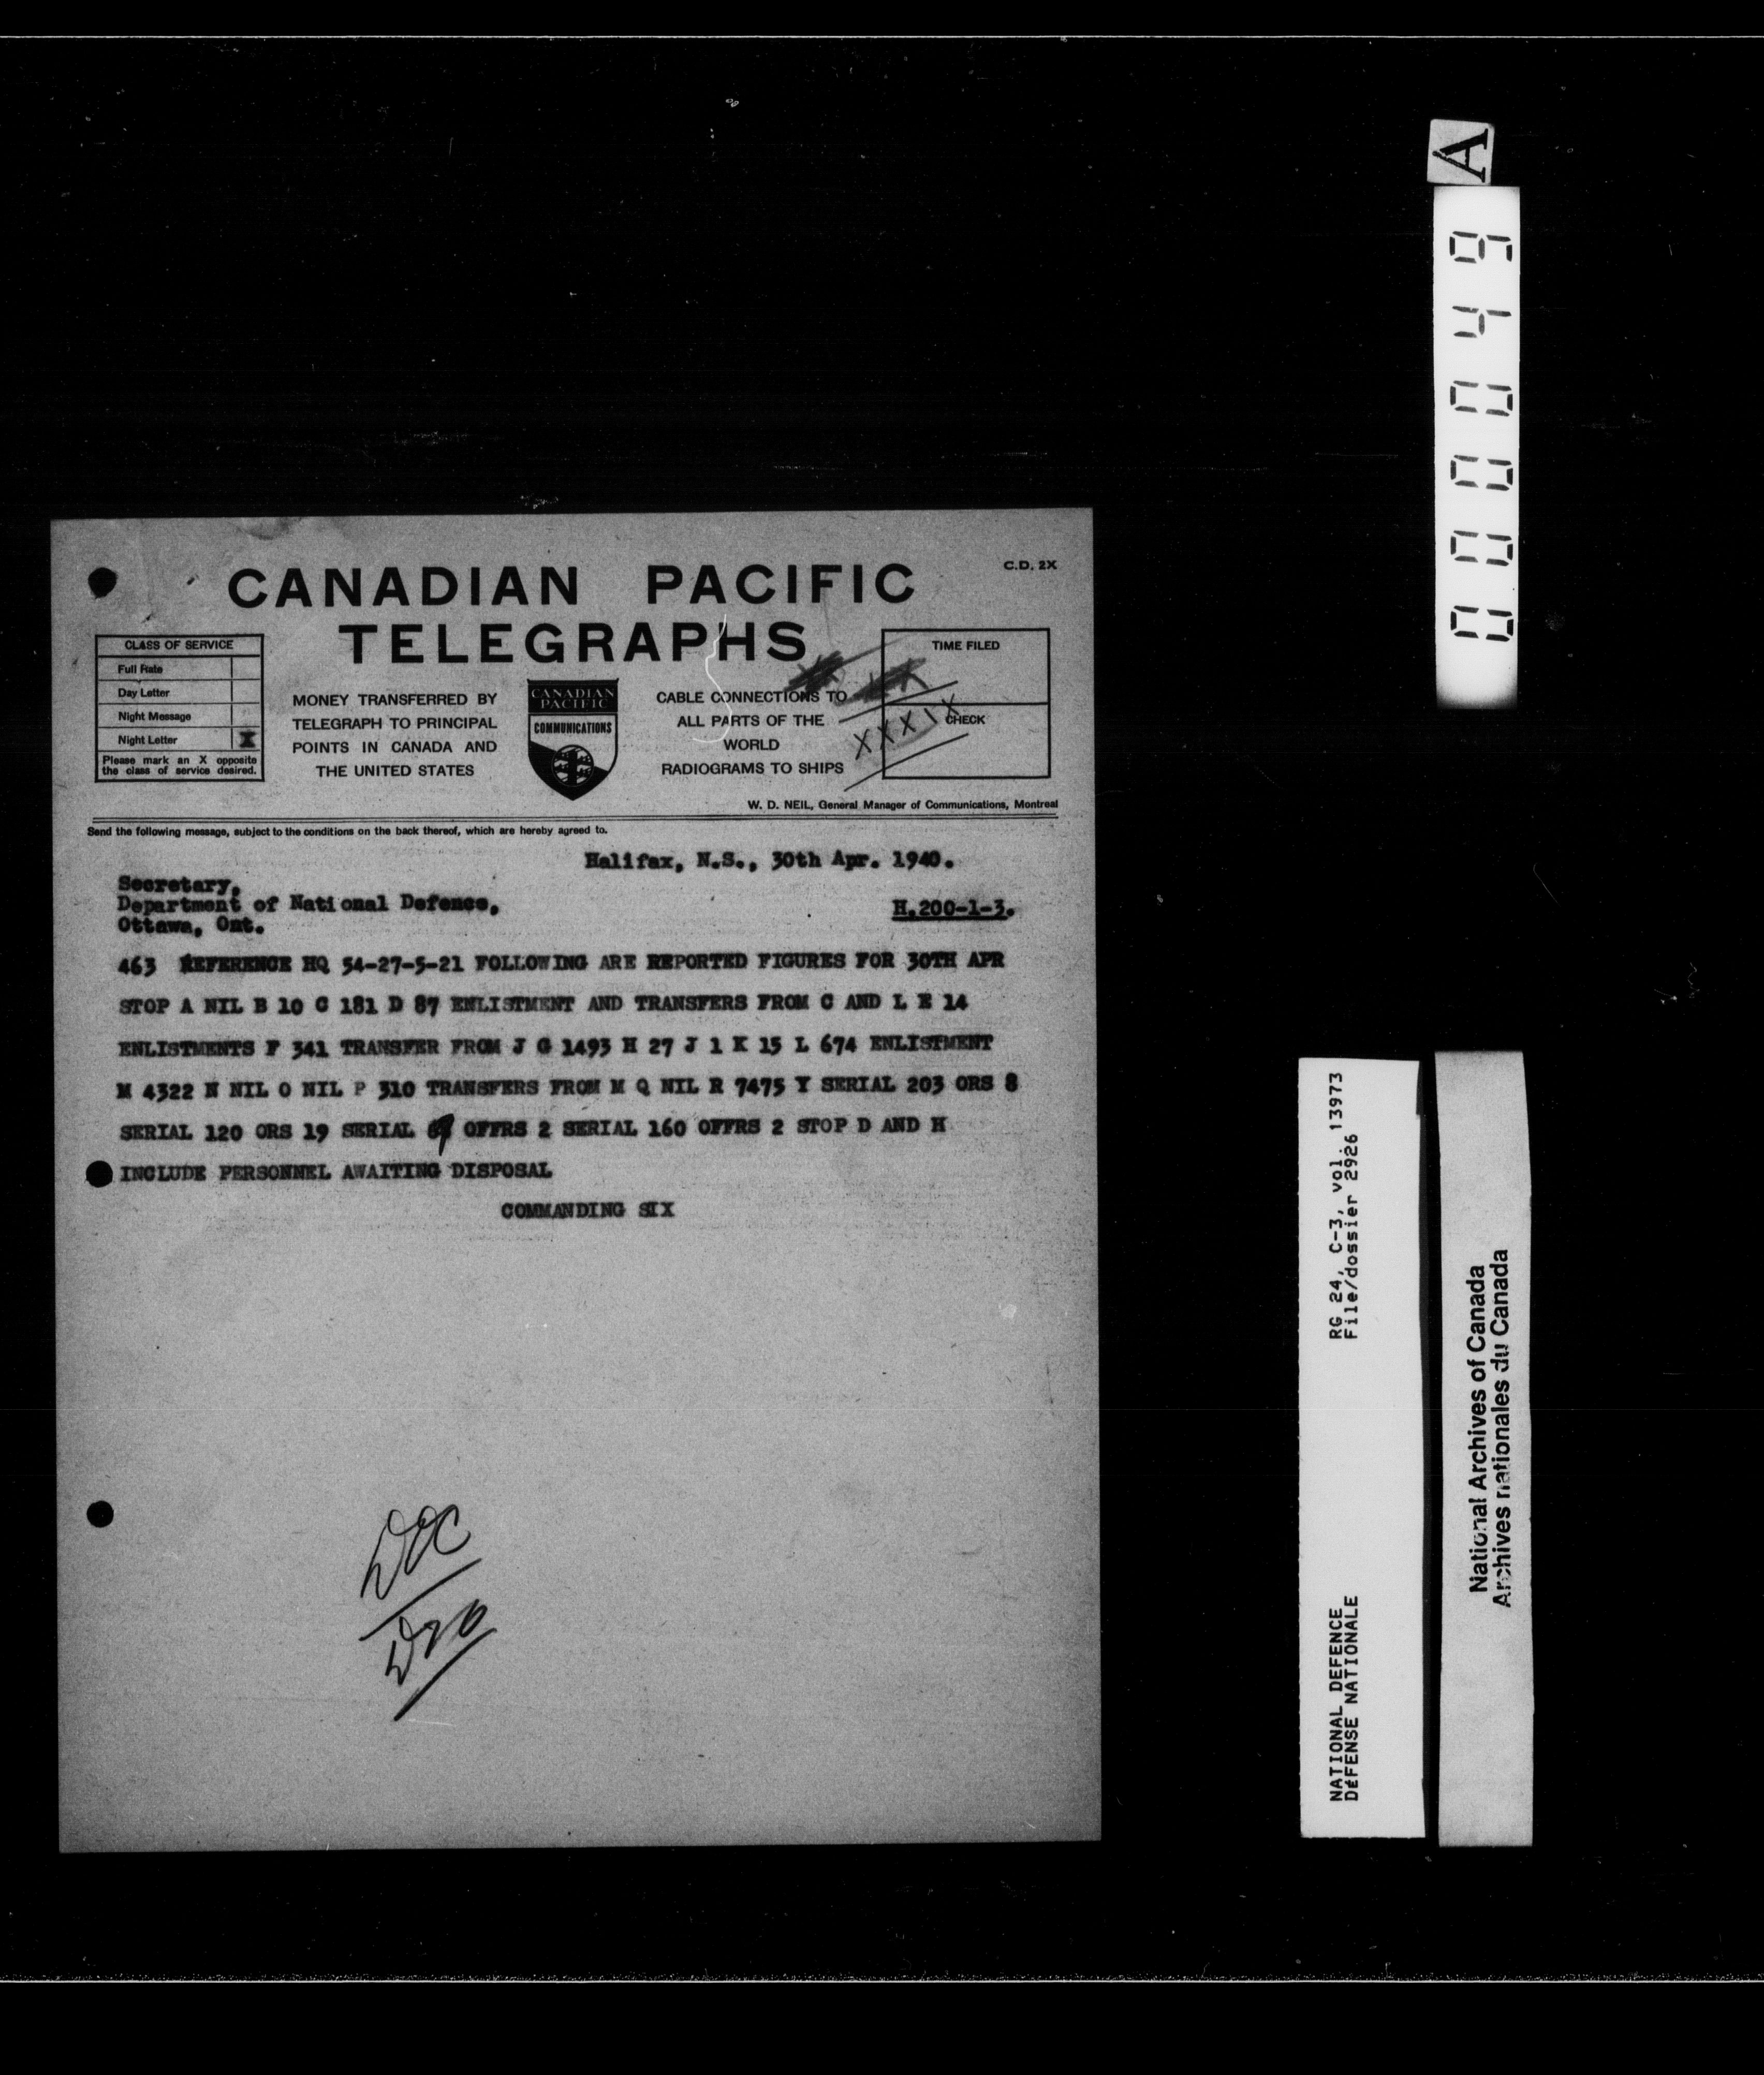 C.D. 2X
CANADIAN PACIFIC
TELEGRAPHS
CLASS OF SERVICE
Full Rate
Day Letter
Night Message
Night Letter X
Please mark an X opposite
the class of service desired.
MONEY TRANSFERRED BY
TELEGRAPH TO PRINCIPAL
POINTS IN CANADA AND
THE UNITED STATES
CANADIAN
PACIFIC
COMMUNICATIONS
CABLE CONNECTIONS TO
ALL PARTS OF THE
WORLD
RADIOGRAMS TO SHIPS
TIME FILED
CHECK
XXXIX
W. D. NEIL, General Manager of Communications, Montreal
Send the following message, subject to the conditions on the back thereof, which are hereby agreed to.
Halifax, N.S., 30th Apr. 1940.
Secretary,
Department of National Defence,
Ottawa, Ont.
H.200-1-3.
463 REFERENCE HQ 54-27-5-21 FOLLOWING ARE REPORTED FIGURES FOR 30TH APR
STOP A NIL B 10 C 181 D 87 ENLISTMENT AND TRANSFERS FROM C AND L E 14
ENLISTMENTS F 341 TRANSFER FROM J G 1493 H 27 J 1 K 15 L 674 ENLISTMENT
M 4322 N NIL O NIL P 310 TRANSFERS FROM M Q NIL R 7475 Y SERIAL 203 ORS 8
SERIAL 120 ORS 19 SERIAL OFFRS 2 SERIAL 160 OFFRS 2 STOP D AND H
INCLUDE PERSONNEL AWAITING DISPOSAL
COMMANDING SIX
A
000049
RG 24, C-3, vol. 13973
File/dossier 2926
NATIONAL DEFENCE
DÉFENSE NATIONALE
National Archives of Canada
Archives nationales du Canada